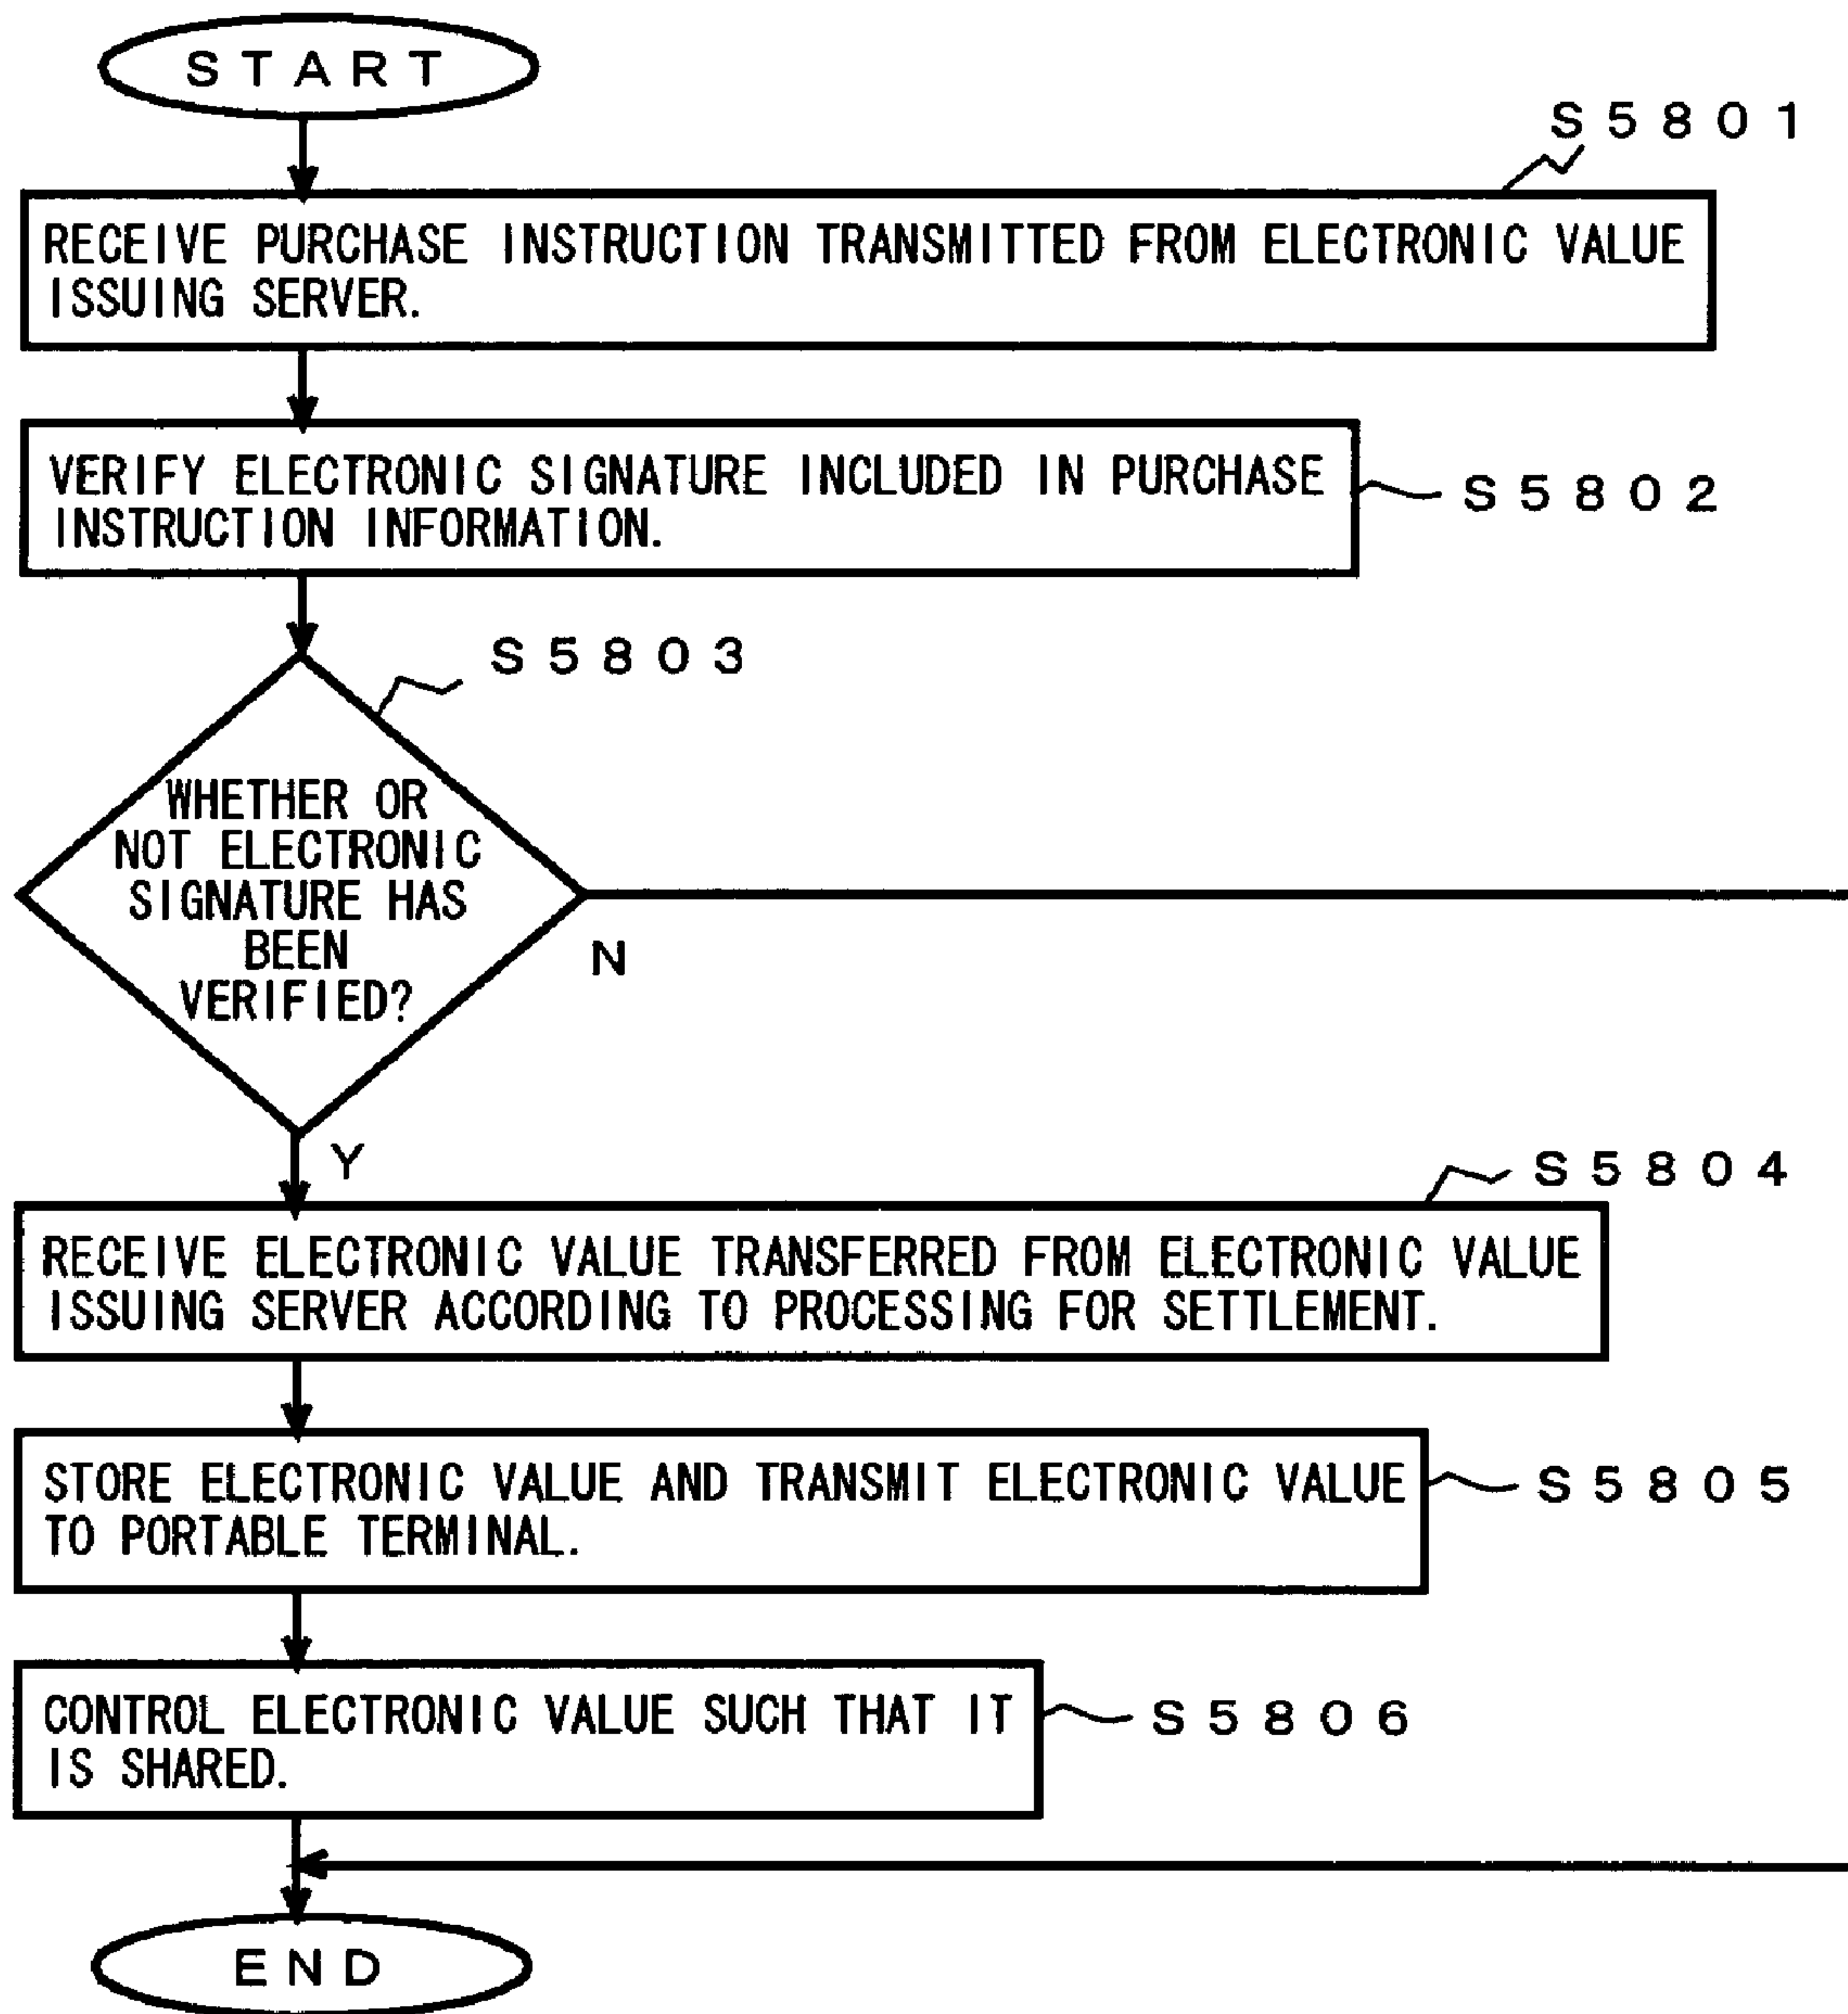 START
S5801
RECEIVE PURCHASE INSTRUCTION TRANSMITTED FROM ELECTRONIC VALUE
ISSUING SERVER.
VERIFY ELECTRONIC SIGNATURE INCLUDED IN PURCHASE
INSTRUCTION INFORMATION.
S5802
S5803
WHETHER OR
NOT ELECTRONIC
SIGNATURE HAS
BEEN
VERIFIED?
N
Y
S5804
RECEIVE ELECTRONIC VALUE TRANSFERRED FROM ELECTRONIC VALUE
ISSUING SERVER ACCORDING TO PROCESSING FOR SETTLEMENT.
STORE ELECTRONIC VALUE AND TRANSMIT ELECTRONIC VALUE
TO PORTABLE TERMINAL.
S5805
CONTROL ELECTRONIC VALUE SUCH THAT IT
IS SHARED.
S5806
END